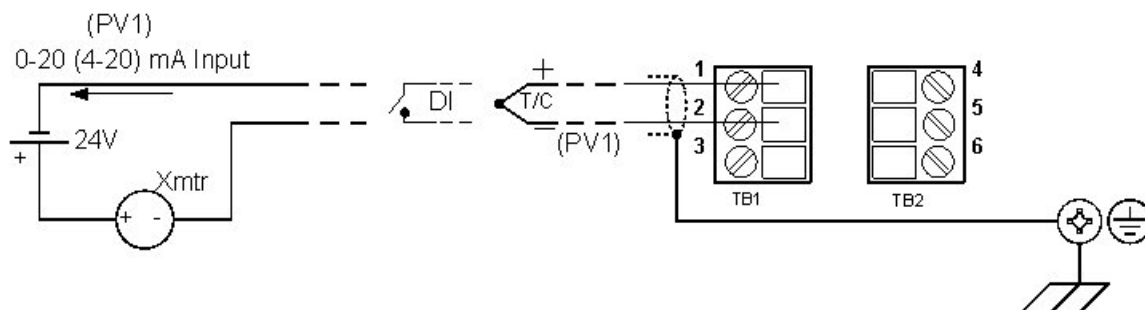 (PV1)
0-20 (4-20) mA Input
24V
+
Xmtr
+ -
DI
+
T/C
−
(PV1)
1
2
3
TB1
4
5
6
TB2